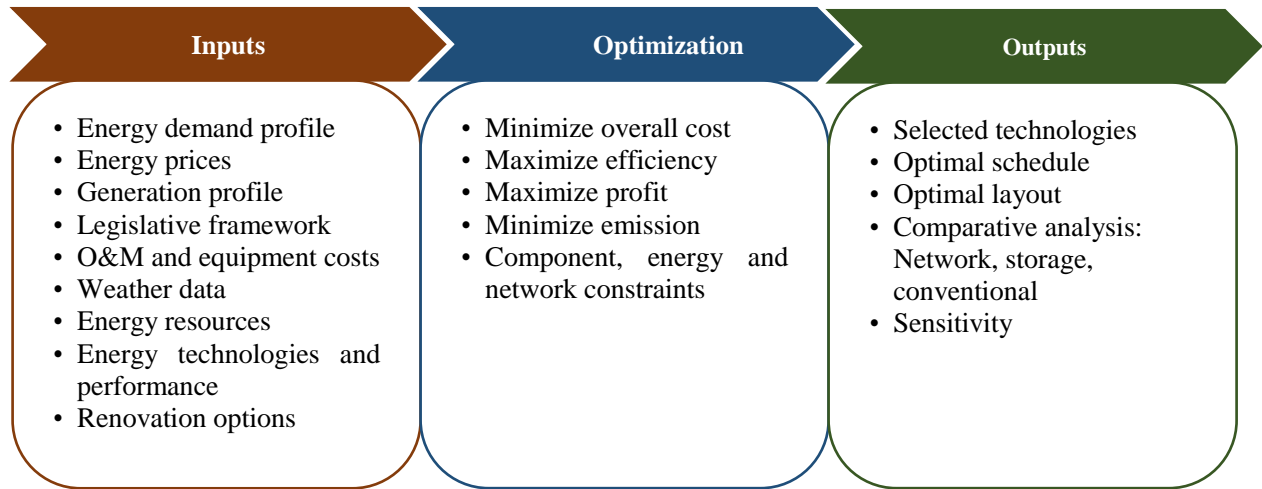 Inputs
• Energy demand profile
• Energy prices
• Generation profile
• Legislative framework
• O&M and equipment costs
• Weather data
• Energy resources
• Energy technologies and
performance
• Renovation options
Optimization
• Minimize overall cost
• Maximize efficiency
• Maximize profit
• Minimize emission
• Component, energy and
network constraints
Outputs
• Selected technologies
• Optimal schedule
• Optimal layout
• Comparative analysis:
Network, storage,
conventional
• Sensitivity